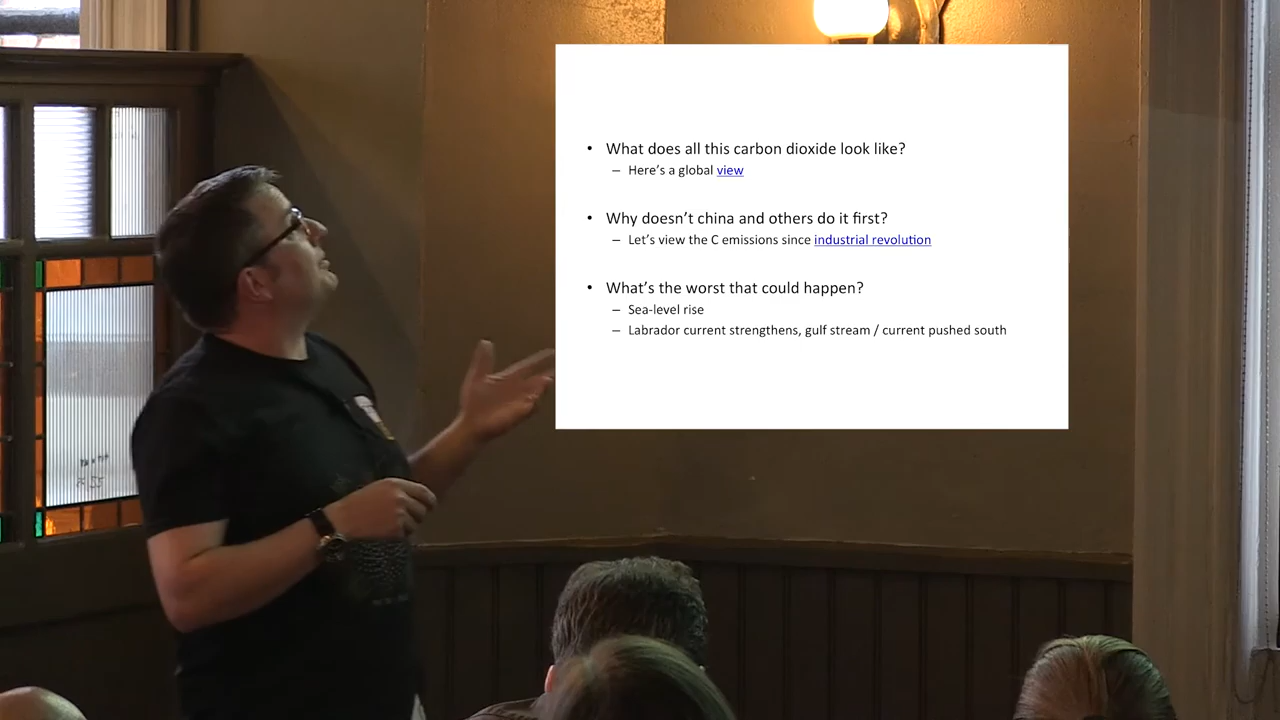 • What does all this carbon dioxide look like?
– Here's a global view
• Why doesn't china and others do it first?
– Let's view the C emissions since industrial revolution
• What's the worst that could happen?
– Sea-level rise
– Labrador current strengthens, gulf stream / current pushed south